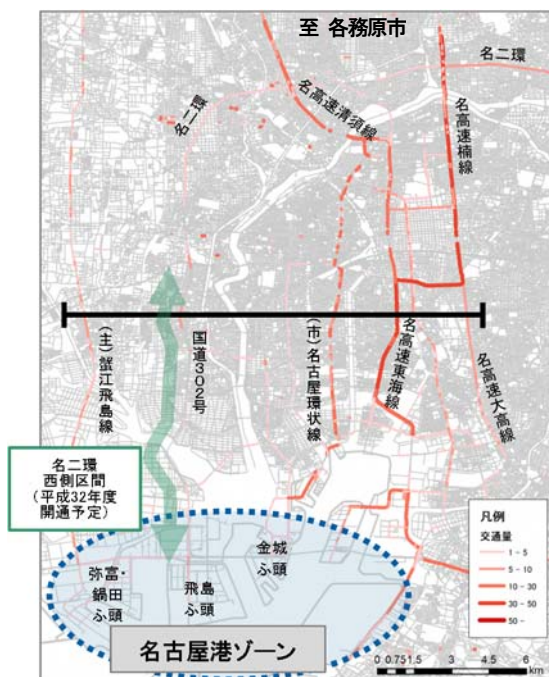 至 各務原市
名二環
名二環
名高速清須線
名高速楠線
(主)蟹江飛島線
国道302号
(市)名古屋環状線
名高速東海線
名高速大高線
名二環
西側区間
(平成32年度
開通予定)
凡例
交通量
1 - 5
5 - 10
10 - 30
30 - 50
50 -
金城
ふ頭
弥富・
鍋田
ふ頭
飛島
ふ頭
名古屋港ゾーン
0 0.75 1.5 3 4.5 6
km